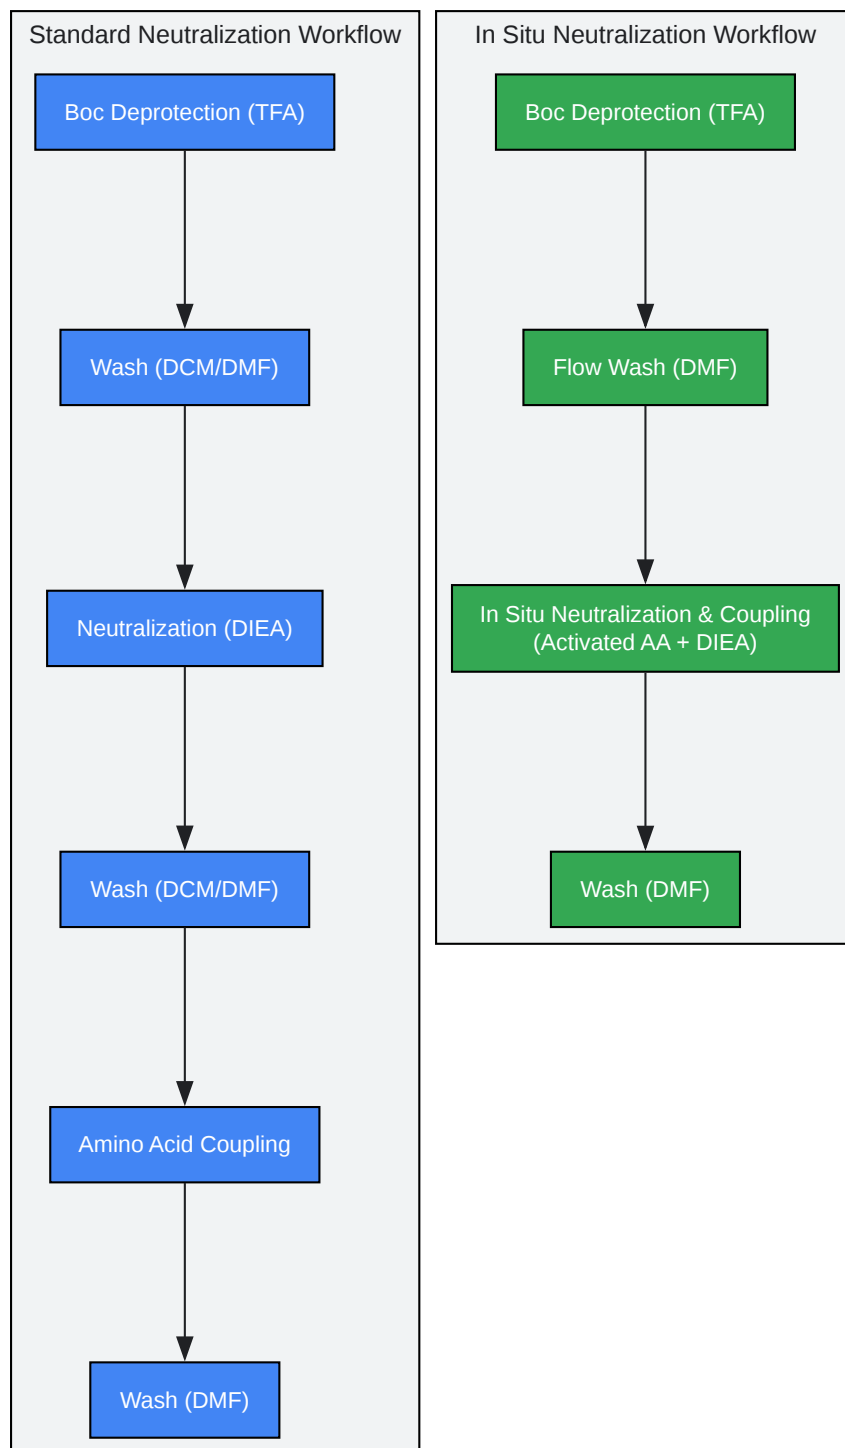 Standard Neutralization Workflow
Boc Deprotection (TFA)
Wash (DCM/DMF)
Neutralization (DIEA)
Wash (DCM/DMF)
Amino Acid Coupling
Wash (DMF)
In Situ Neutralization Workflow
Boc Deprotection (TFA)
Flow Wash (DMF)
In Situ Neutralization & Coupling
(Activated AA + DIEA)
Wash (DMF)